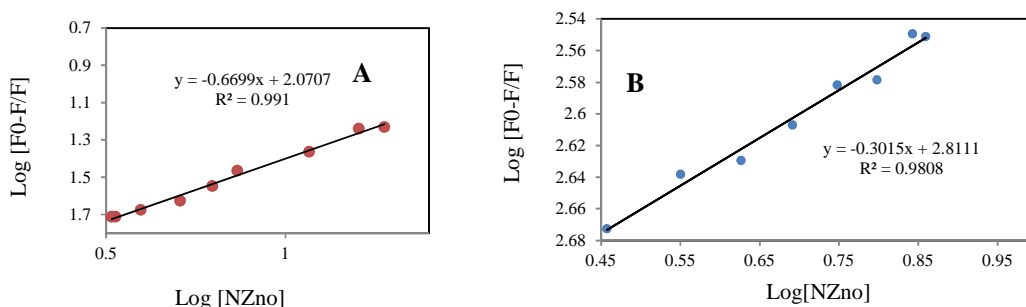 0.7
0.9
1.1
1.3
1.5
1.7
Log [F0-F/F]
A
y = -0.6699x + 2.0707
R² = 0.991
0.5
1
Log [NZno]
2.54
2.56
2.58
2.6
2.62
2.64
2.66
2.68
Log [F0-F/F]
B
y = -0.3015x + 2.8111
R² = 0.9808
0.45
0.55
0.65
0.75
0.85
0.95
Log[NZno]